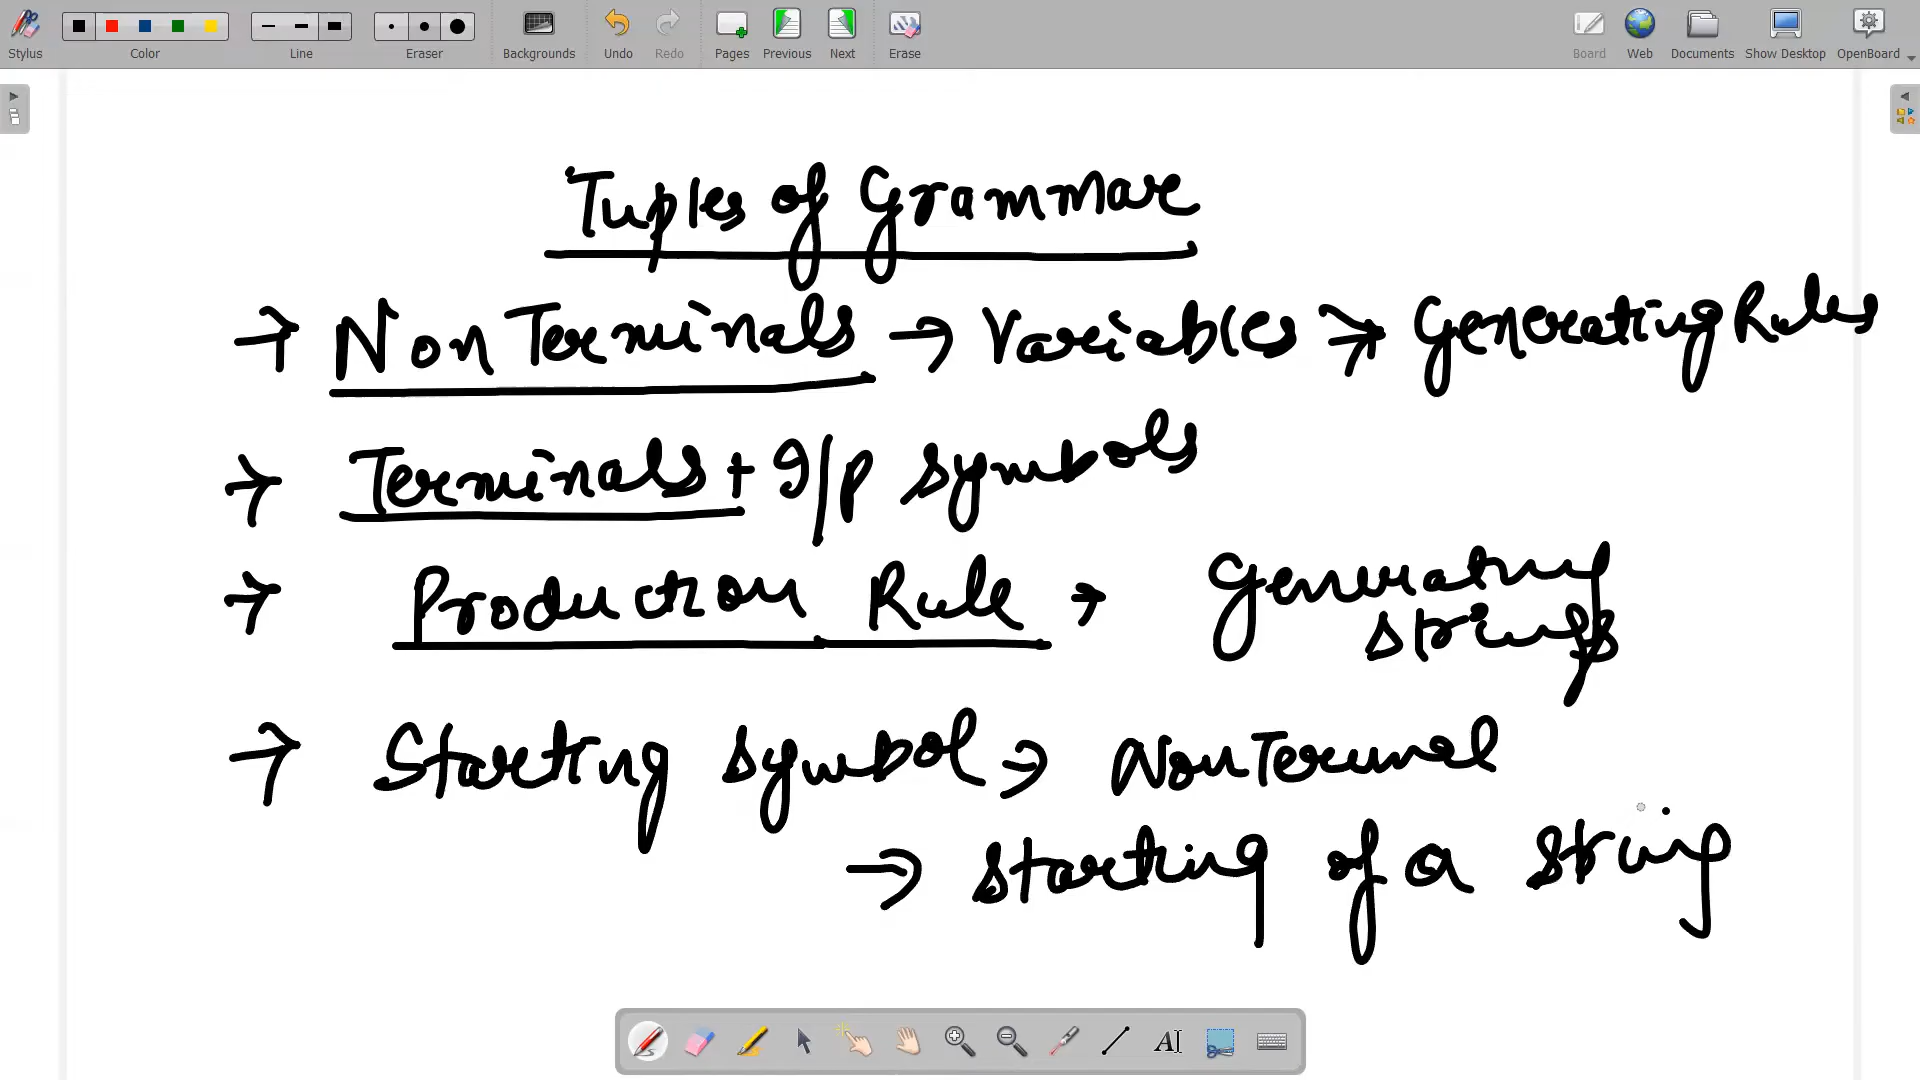 Stylus Color Line Eraser Backgrounds Undo Redo Pages Previous Next Erase Board Web Documents Show Desktop OpenBoard
Tuples of Grammar
→ Non Terminals → Variables → Generating Rules
→ Terminals + I/p symbols
→ Production Rule → Generating
strings
→ Starting symbol → Non Terminal
→ starting of a string